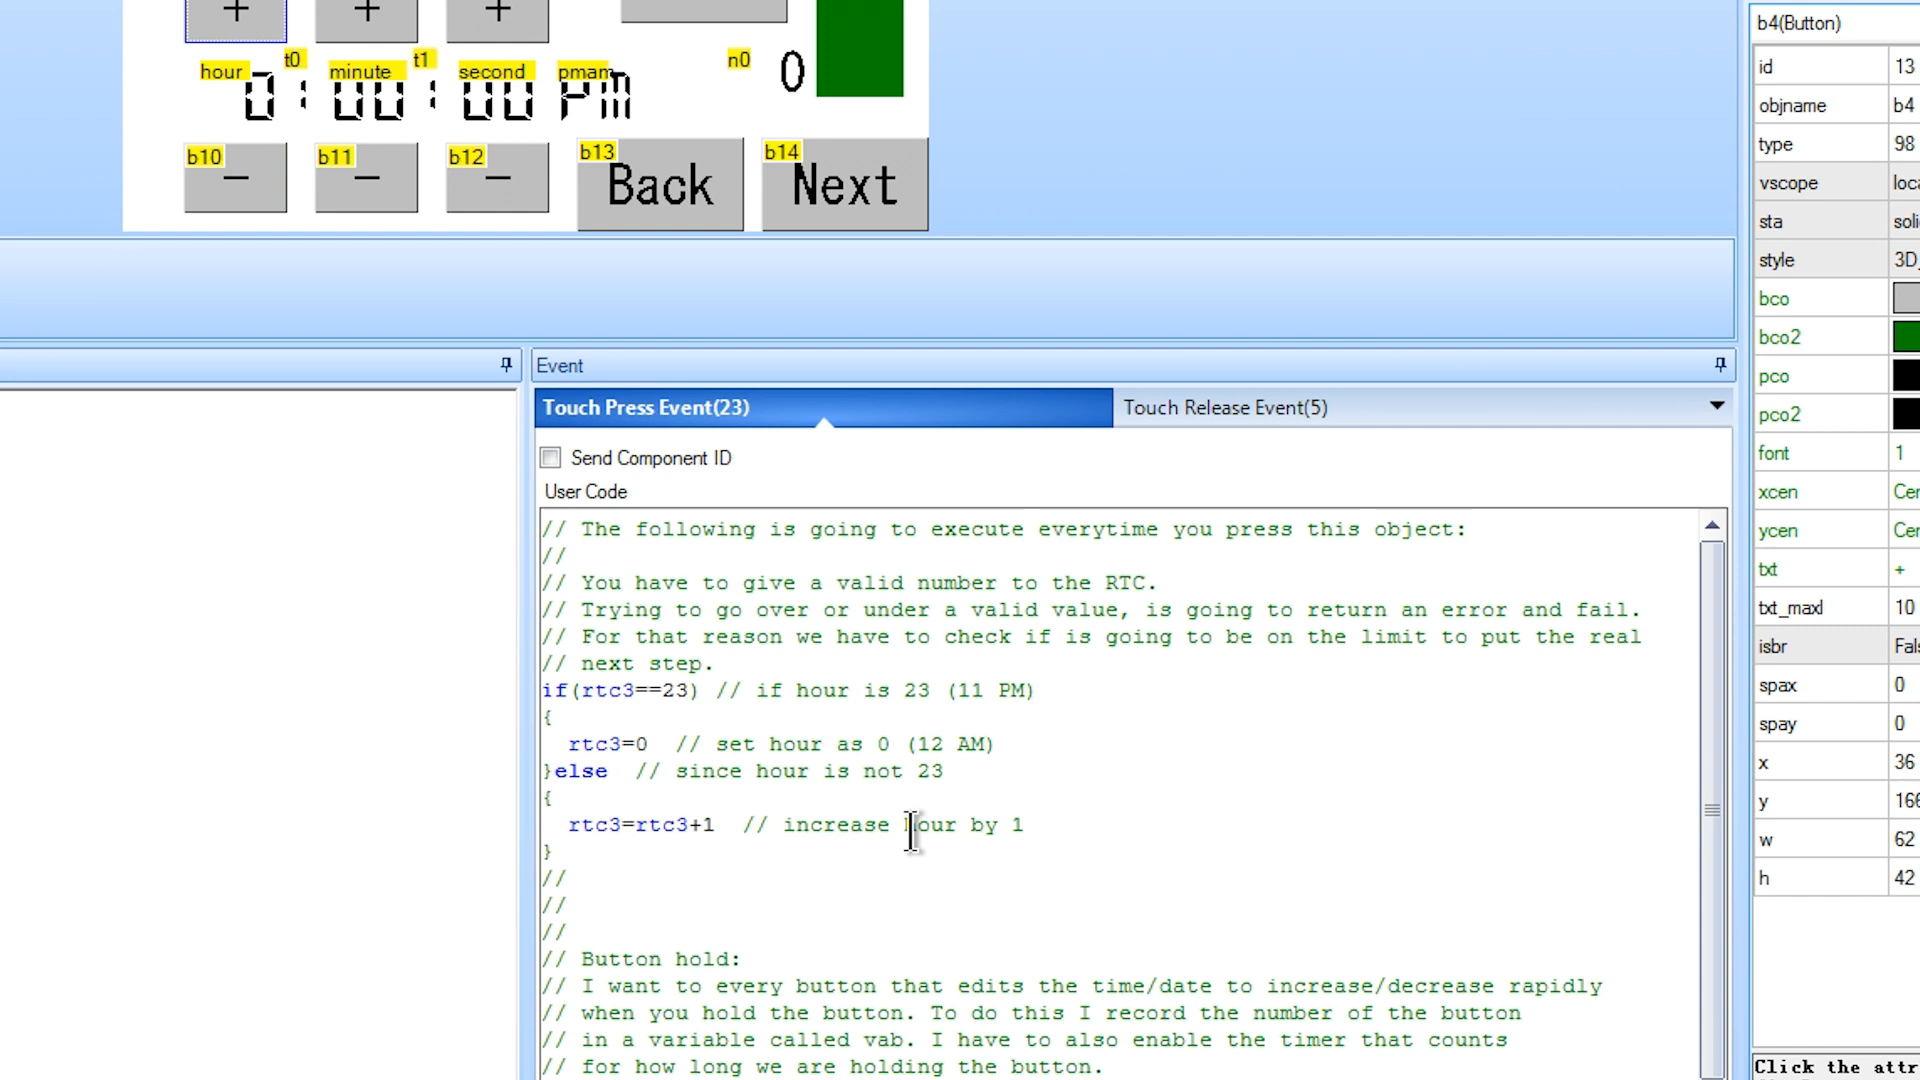 + + +
hour t0 minute t1 second pmam n0
0:00:00 PM 0
b10 b11 b12 b13 b14
- - - Back Next
b4(Button)
id 13
objname b4
type 98
vscope loca
sta soli
style 3D_
bco
bco2
pco
pco2
font 1
xcen Cen
ycen Cen
txt +
txt_maxl 10
isbr Fals
spax 0
spay 0
x 36
y 166
w 62
h 42
Click the attr
Event
Touch Press Event(23) Touch Release Event(5)
Send Component ID
User Code
// The following is going to execute everytime you press this object:
//
// You have to give a valid number to the RTC.
// Trying to go over or under a valid value, is going to return an error and fail.
// For that reason we have to check if is going to be on the limit to put the real
// next step.
if(rtc3==23) // if hour is 23 (11 PM)
{
rtc3=0 // set hour as 0 (12 AM)
}else // since hour is not 23
{
rtc3=rtc3+1 // increase hour by 1
}
//
//
//
// Button hold:
// I want to every button that edits the time/date to increase/decrease rapidly
// when you hold the button. To do this I record the number of the button
// in a variable called vab. I have to also enable the timer that counts
// for how long we are holding the button.